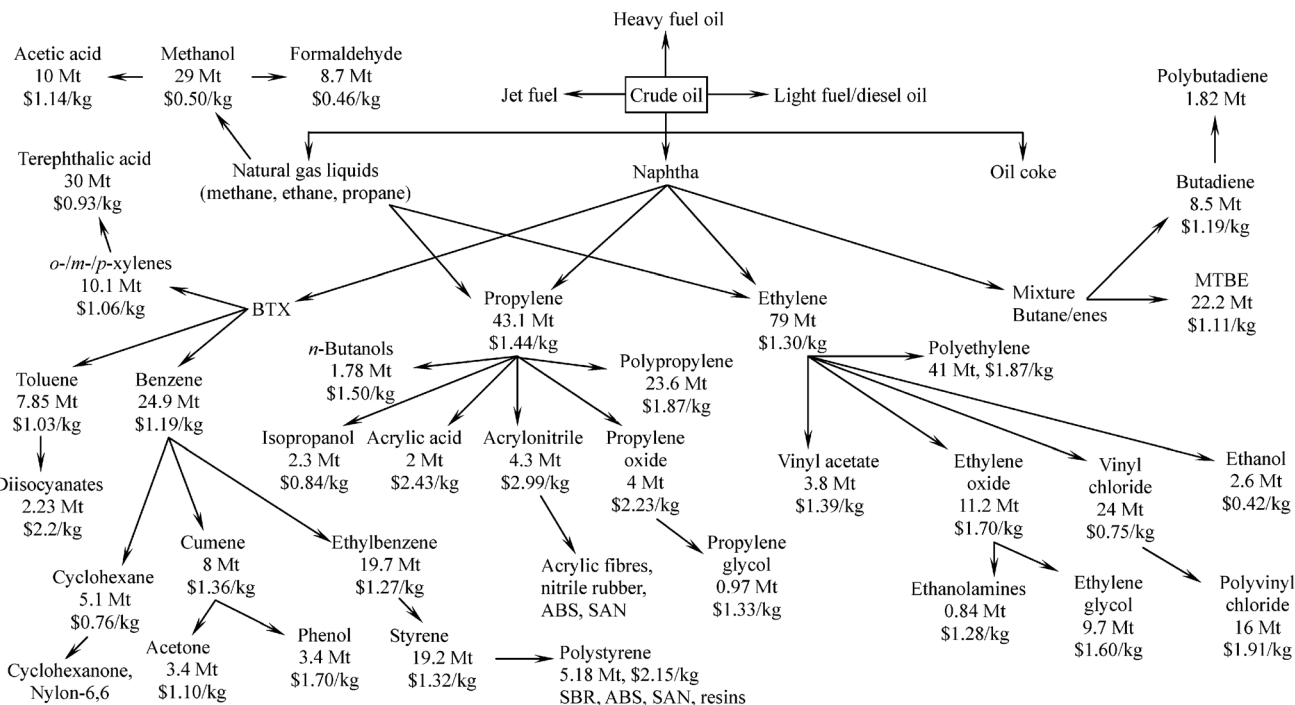 Heavy fuel oil
Jet fuel
Crude oil
Light fuel/diesel oil
Acetic acid
10 Mt
$1.14/kg
Methanol
29 Mt
$0.50/kg
Formaldehyde
8.7 Mt
$0.46/kg
Polybutadiene
1.82 Mt
Terephthalic acid
30 Mt
$0.93/kg
Natural gas liquids
(methane, ethane, propane)
Naphtha
Oil coke
Butadiene
8.5 Mt
$1.19/kg
o-/m-/p-xylenes
10.1 Mt
$1.06/kg
BTX
Propylene
43.1 Mt
$1.44/kg
Ethylene
79 Mt
$1.30/kg
Mixture
Butane/enes
MTBE
22.2 Mt
$1.11/kg
Toluene
7.85 Mt
$1.03/kg
Benzene
24.9 Mt
$1.19/kg
n-Butanols
1.78 Mt
$1.50/kg
Polypropylene
23.6 Mt
$1.87/kg
Polyethylene
41 Mt, $1.87/kg
Isopropanol
2.3 Mt
$0.84/kg
Acrylic acid
2 Mt
$2.43/kg
Acrylonitrile
4.3 Mt
$2.99/kg
Propylene
oxide
4 Mt
$2.23/kg
Vinyl acetate
3.8 Mt
$1.39/kg
Ethylene
oxide
11.2 Mt
$1.70/kg
Vinyl
chloride
24 Mt
$0.75/kg
Ethanol
2.6 Mt
$0.42/kg
Diisocyanates
2.23 Mt
$2.2/kg
Cyclohexane
5.1 Mt
$0.76/kg
Cumene
8 Mt
$1.36/kg
Ethylbenzene
19.7 Mt
$1.27/kg
Acrylic fibres,
nitrile rubber,
ABS, SAN
Propylene
glycol
0.97 Mt
$1.33/kg
Ethanolamines
0.84 Mt
$1.28/kg
Ethylene
glycol
9.7 Mt
$1.60/kg
Polyvinyl
chloride
16 Mt
$1.91/kg
Cyclohexanone,
Nylon-6,6
Acetone
3.4 Mt
$1.10/kg
Phenol
3.4 Mt
$1.70/kg
Styrene
19.2 Mt
$1.32/kg
Polystyrene
5.18 Mt, $2.15/kg
SBR, ABS, SAN, resins